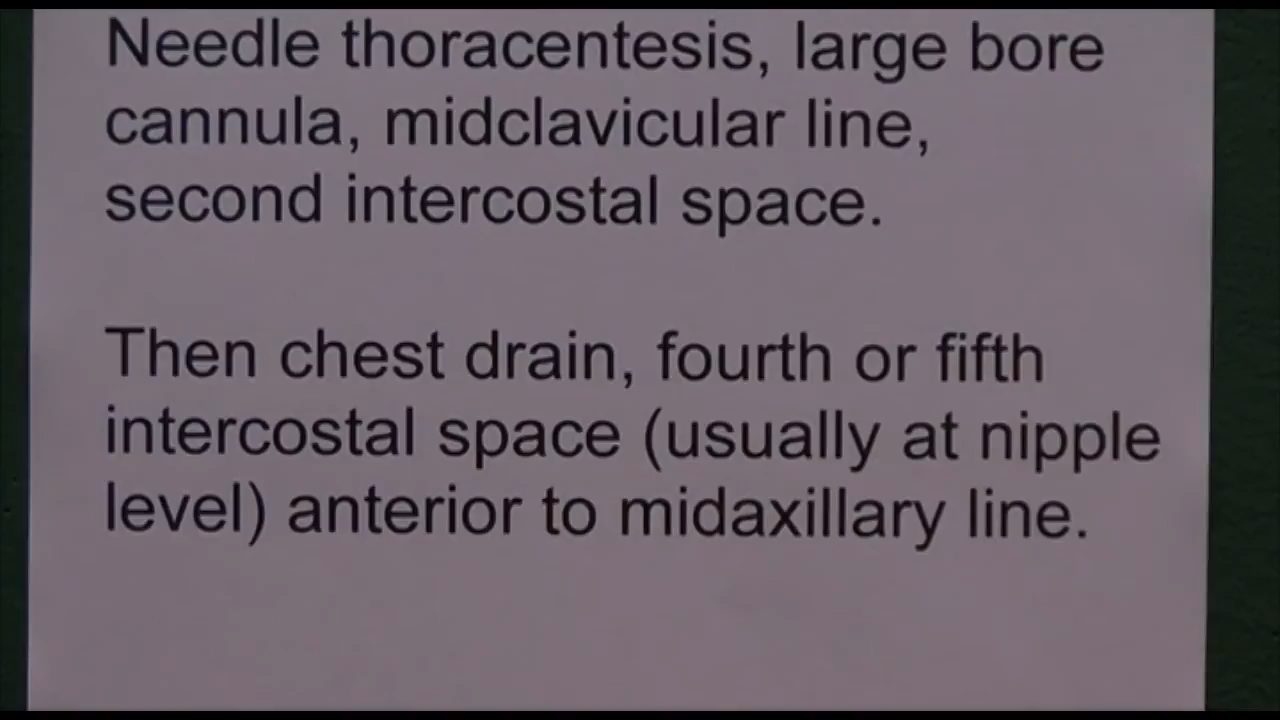 Needle thoracentesis, large bore
cannula, midclavicular line,
second intercostal space.
Then chest drain, fourth or fifth
intercostal space (usually at nipple
level) anterior to midaxillary line.